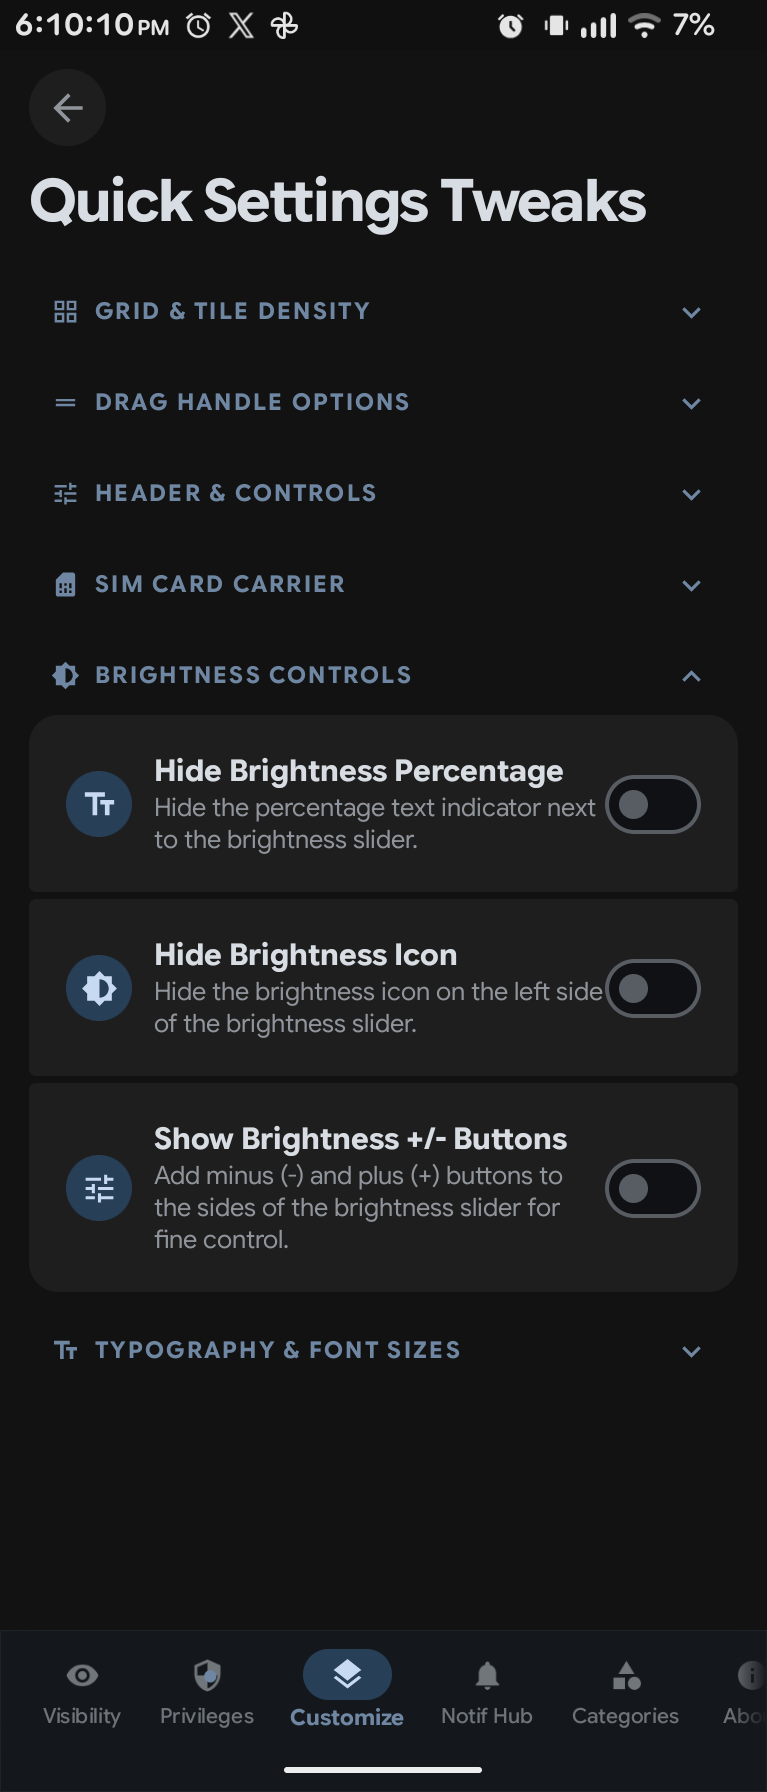 6:10:10 PM 7%
Quick Settings Tweaks
GRID & TILE DENSITY
DRAG HANDLE OPTIONS
HEADER & CONTROLS
SIM CARD CARRIER
BRIGHTNESS CONTROLS
Hide Brightness Percentage
Hide the percentage text indicator next
to the brightness slider.
Hide Brightness Icon
Hide the brightness icon on the left side
of the brightness slider.
Show Brightness +/- Buttons
Add minus (-) and plus (+) buttons to
the sides of the brightness slider for
fine control.
TYPOGRAPHY & FONT SIZES
Visibility Privileges Customize Notif Hub Categories Abo